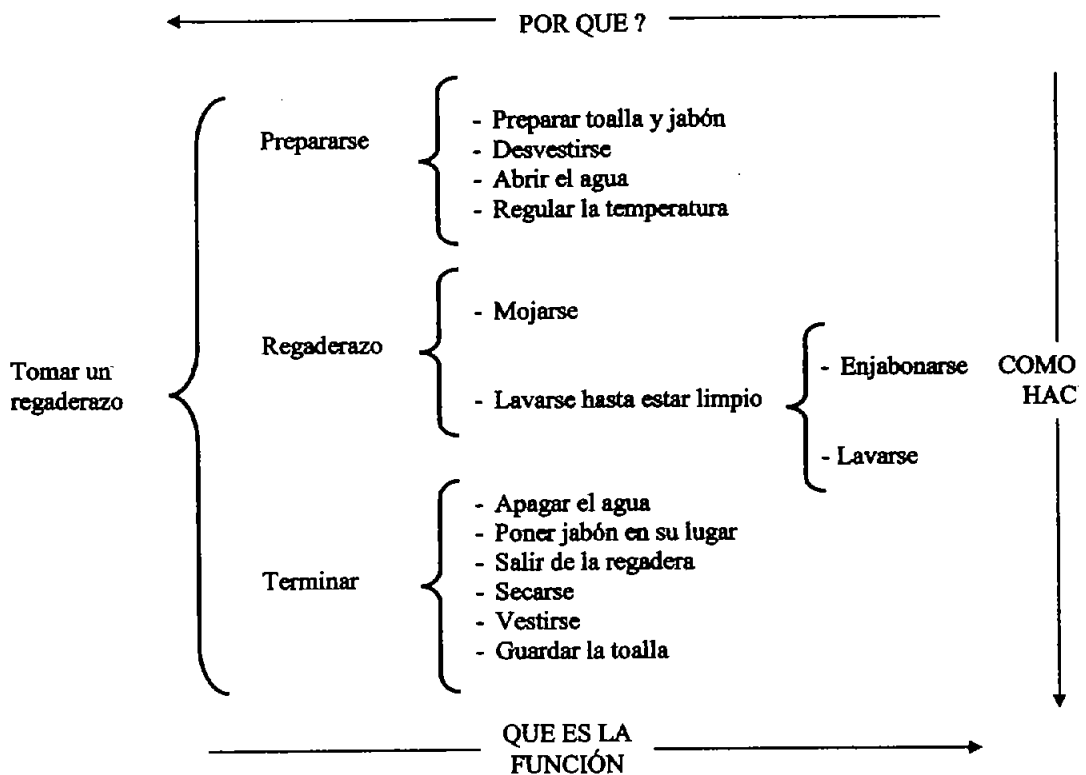 POR QUE ?
Prepararse
- Preparar toalla y jabón
- Desvestirse
- Abrir el agua
- Regular la temperatura
Tomar un
regaderazo
Regaderazo
- Mojarse
- Lavarse hasta estar limpio
- Enjabonarse
- Lavarse
COMO
HAC
Terminar
- Apagar el agua
- Poner jabón en su lugar
- Salir de la regadera
- Secarse
- Vestirse
- Guardar la toalla
QUE ES LA
FUNCIÓN